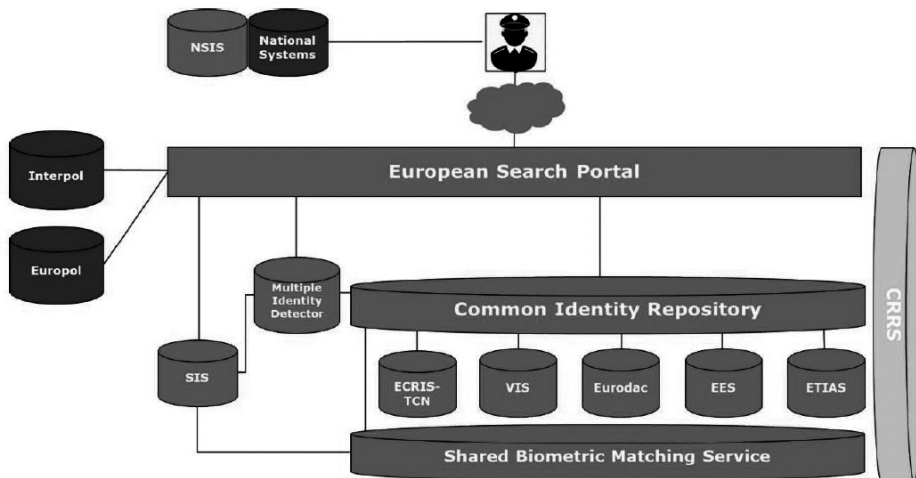 NSIS
National
Systems
European Search Portal
Interpol
Europol
Multiple
Identity
Detector
Common Identity Repository
CRRS
SIS
ECRIS-
TCN
VIS
Eurodac
EES
ETIAS
Shared Biometric Matching Service